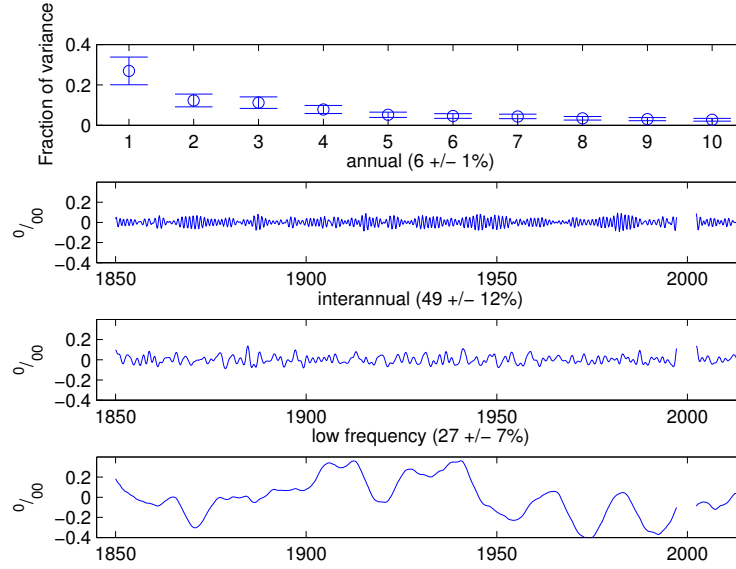 Fraction of variance
0.4
0.2
0
1 2 3 4 5 6 7 8 9 10
annual (6 +/− 1%)
0/00
0.2
0
−0.2
−0.4
1850 1900 1950 2000
interannual (49 +/− 12%)
0/00
0.2
0
−0.2
−0.4
1850 1900 1950 2000
low frequency (27 +/− 7%)
0/00
0.2
0
−0.2
−0.4
1850 1900 1950 2000